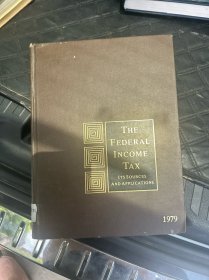 THE
FEDERAL
INCOME
TAX
ITS SOURCES
AND APPLICATIONS
1979